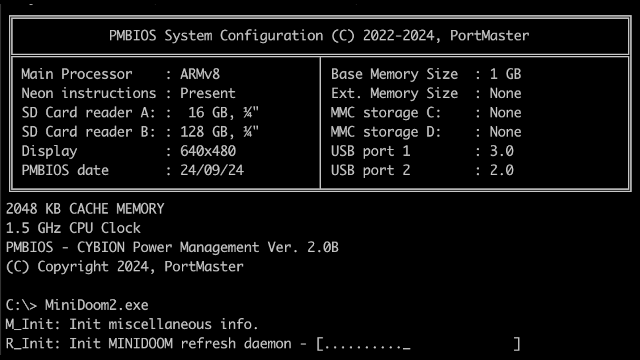 PMBIOS System Configuration (C) 2022-2024, PortMaster
Main Processor : ARMv8
Neon instructions : Present
SD Card reader A: : 16 GB, ¼"
SD Card reader B: : 128 GB, ¼"
Display : 640x480
PMBIOS date : 24/09/24
Base Memory Size : 1 GB
Ext. Memory Size : None
MMC storage C: : None
MMC storage D: : None
USB port 1 : 3.0
USB port 2 : 2.0
2048 KB CACHE MEMORY
1.5 GHz CPU Clock
PMBIOS - CYBION Power Management Ver. 2.0B
(C) Copyright 2024, PortMaster
C:\> MiniDoom2.exe
M_Init: Init miscellaneous info.
R_Init: Init MINIDOOM refresh daemon - [.........._ ]